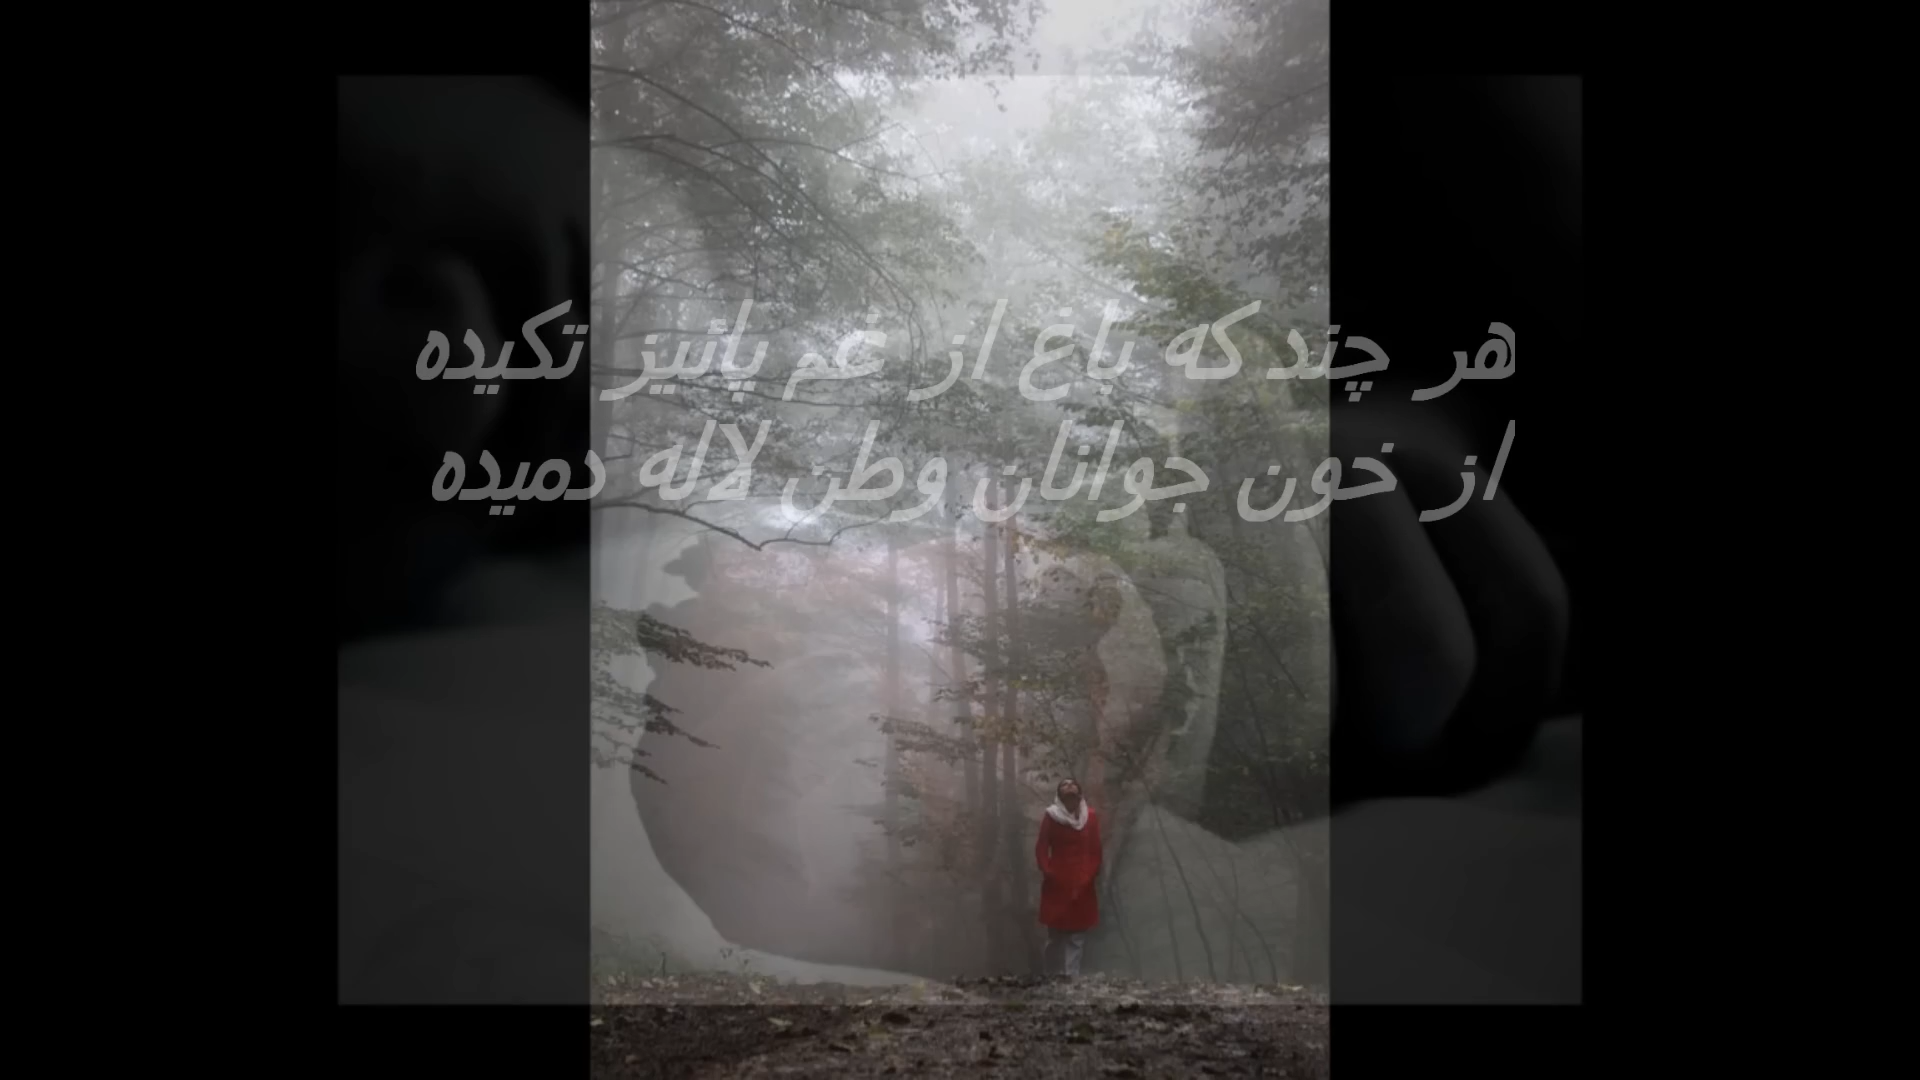 هر چند که باغ از غم پائیز تکیده
از خون جوانان وطن لاله دمیده